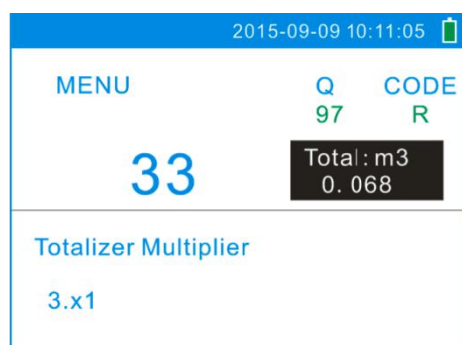 2015-09-09 10:11:05
MENU Q CODE
97 R
33
Total: m3
0.068
Totalizer Multiplier
3.x1